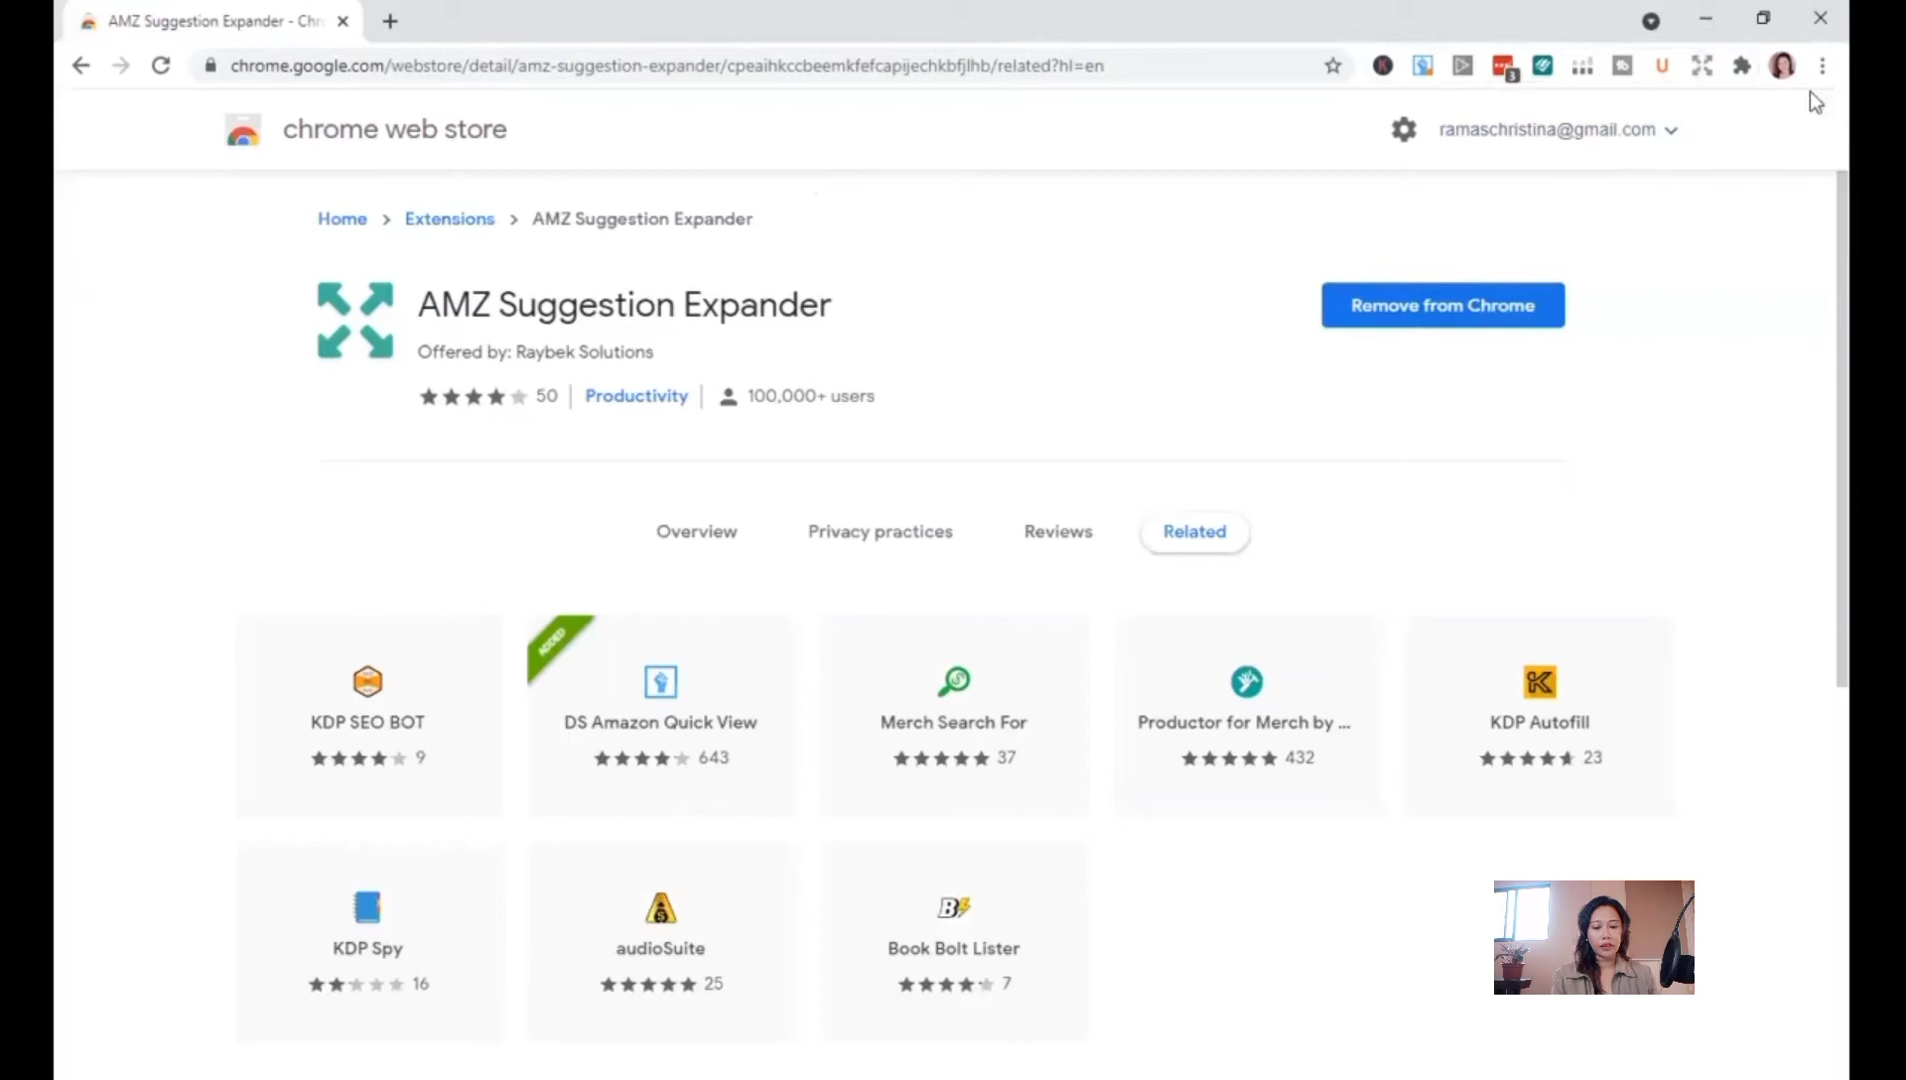 AMZ Suggestion Expander - Chr
chrome.google.com/webstore/detail/amz-suggestion-expander/cpeaihkccbeemkfefcapijechkbfjlhb/related?hl=en
3
chrome web store
ramaschristina@gmail.com
Home > Extensions > AMZ Suggestion Expander
AMZ Suggestion Expander
Remove from Chrome
Offered by: Raybek Solutions
50 | Productivity | 100,000+ users
Overview Privacy practices Reviews Related
ADDED
KDP SEO BOT
9
DS Amazon Quick View
643
Merch Search For
37
Productor for Merch by ...
432
KDP Autofill
23
KDP Spy
16
audioSuite
25
Book Bolt Lister
7